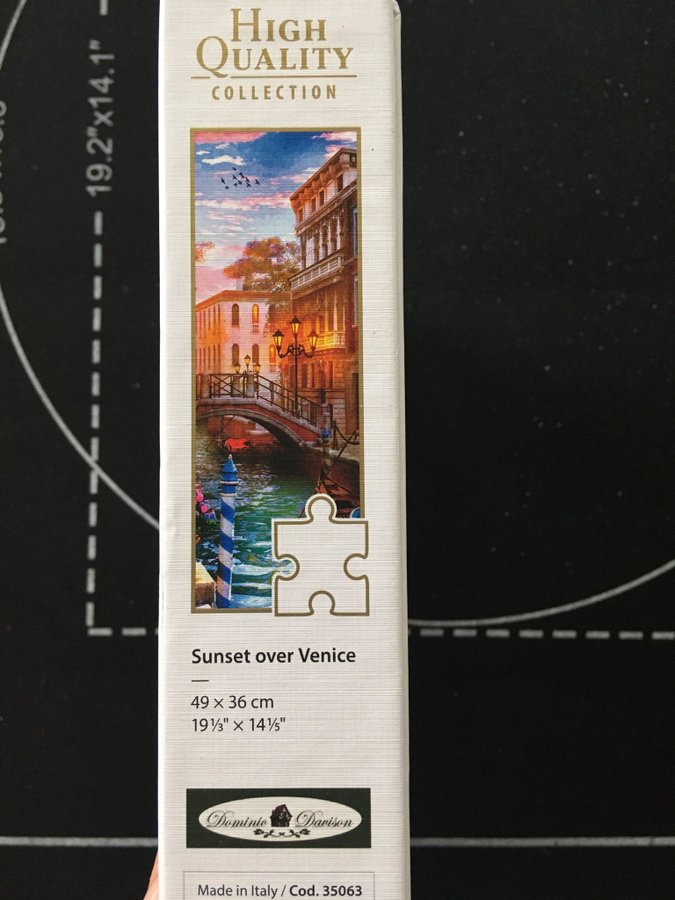 HIGH
QUALITY
COLLECTION
19.2"x14.1"
Sunset over Venice
49 × 36 cm
19⅓" × 14⅕"
Dominic Davison
Made in Italy / Cod. 35063